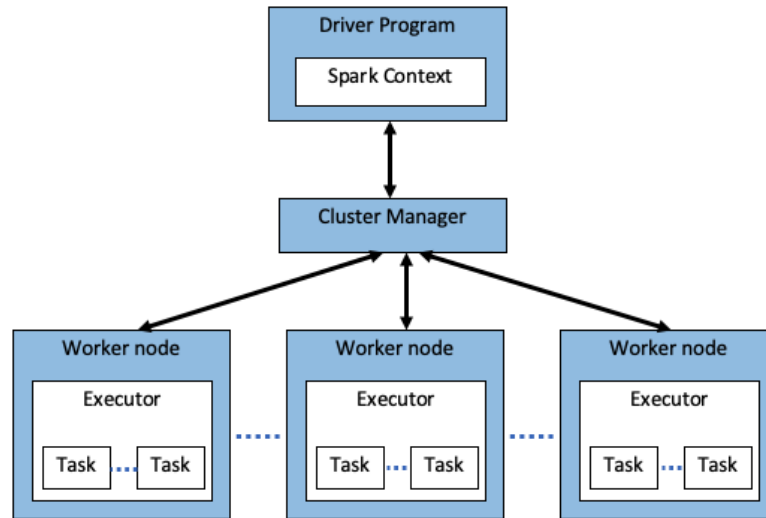 Driver Program
Spark Context
Cluster Manager
Worker node
Worker node
Worker node
Executor
Executor
Executor
Task
Task
Task
Task
Task
Task